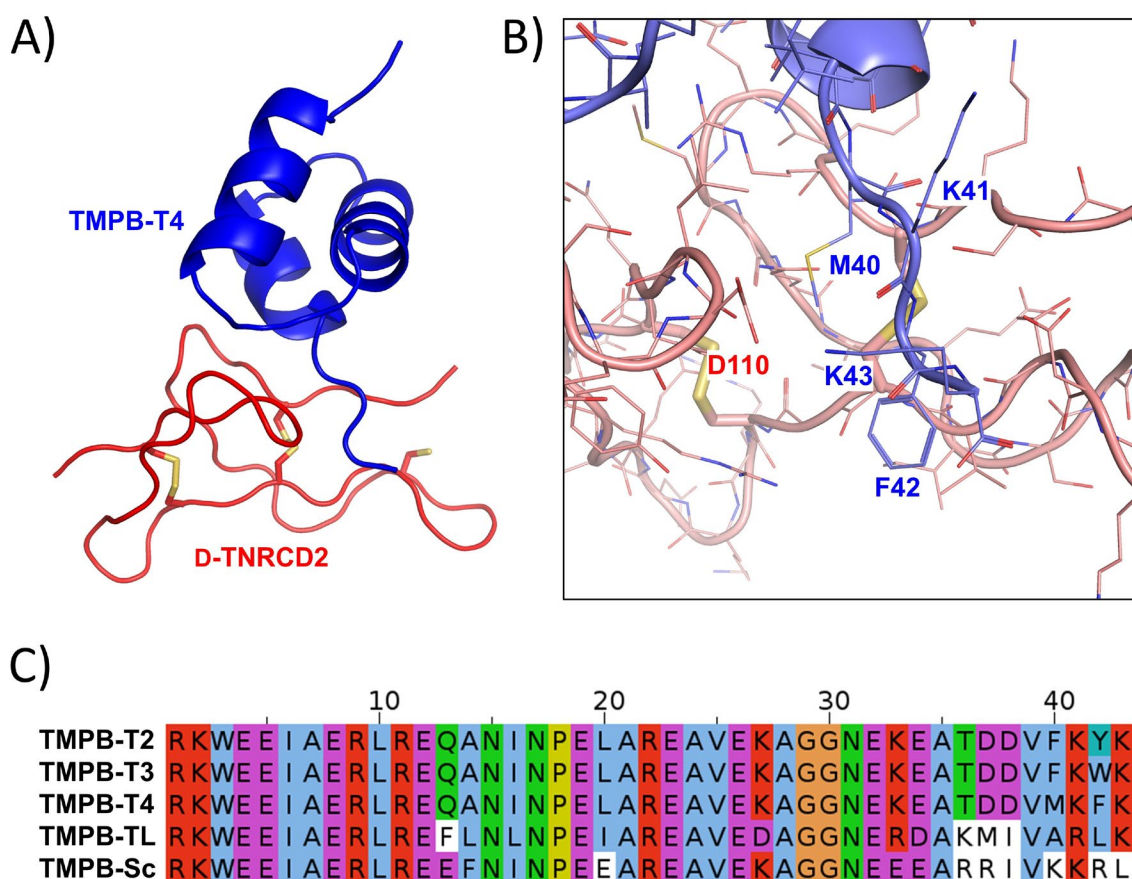 A)
TMPB-T4
D-TNRCD2
B)
K41
M40
D110
K43
F42
C)
10 20 30 40
TMPB-T2 RKWEEIAERLREQANINPELAREAVEKAGGNEKEATDDVFKYK
TMPB-T3 RKWEEIAERLREQANINPELAREAVEKAGGNEKEATDDVFKWK
TMPB-T4 RKWEEIAERLREQANINPELAREAVEKAGGNEKEATDDVMKFK
TMPB-TL RKWEEIAERLREFLNLNPEIAREAVEDAGGNERDAKMIVARLK
TMPB-Sc RKWEEIAERLREEFNINPEEAREAVEKAGGNEEEARRIVKKRL